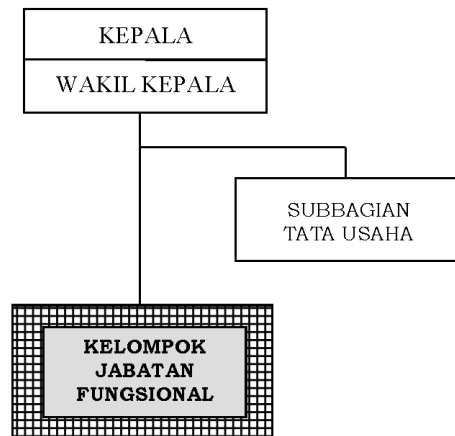 KEPALA
WAKIL KEPALA
SUBBAGIAN
TATA USAHA
KELOMPOK
JABATAN
FUNGSIONAL